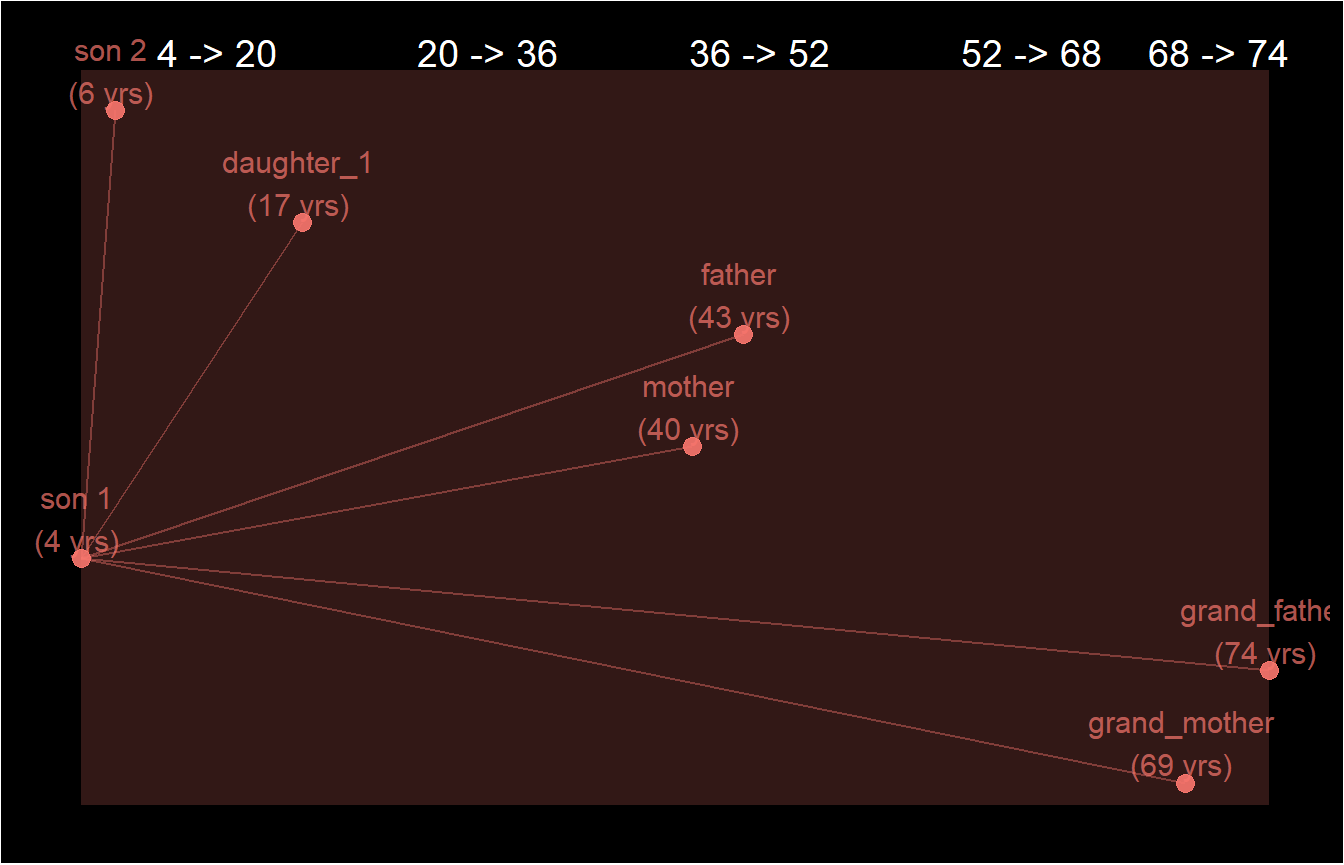 4 -> 20
20 -> 36
36 -> 52
52 -> 68
68 -> 74
son 2
(6 yrs)
daughter_1
(17 yrs)
father
(43 yrs)
mother
(40 yrs)
son 1
(4 yrs)
grand_fathe
(74 yrs)
grand_mother
(69 yrs)